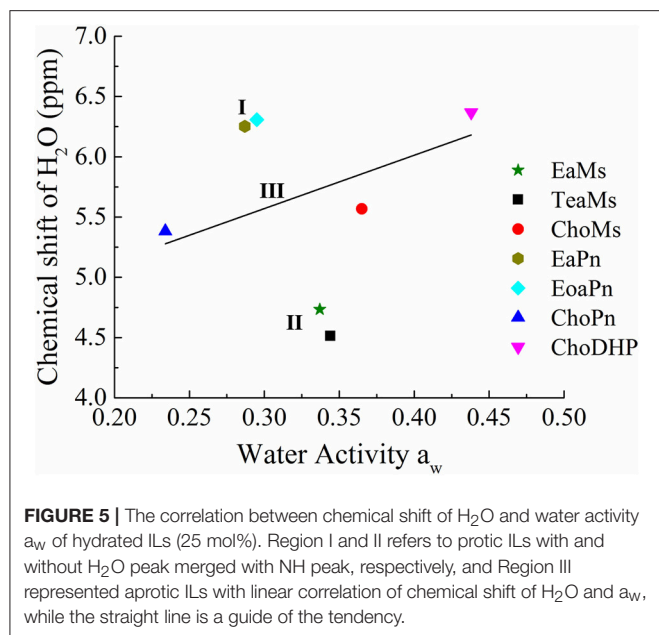 7.0
6.5
6.0
5.5
5.0
4.5
4.0
Chemical shift of H₂O (ppm)
I
III
II
EaMs
TeaMs
ChoMs
EaPn
EoaPn
ChoPn
ChoDHP
0.20 0.25 0.30 0.35 0.40 0.45 0.50
Water Activity a_w
FIGURE 5 | The correlation between chemical shift of H₂O and water activity
a_w of hydrated ILs (25 mol%). Region I and II refers to protic ILs with and
without H₂O peak merged with NH peak, respectively, and Region III
represented aprotic ILs with linear correlation of chemical shift of H₂O and a_w,
while the straight line is a guide of the tendency.